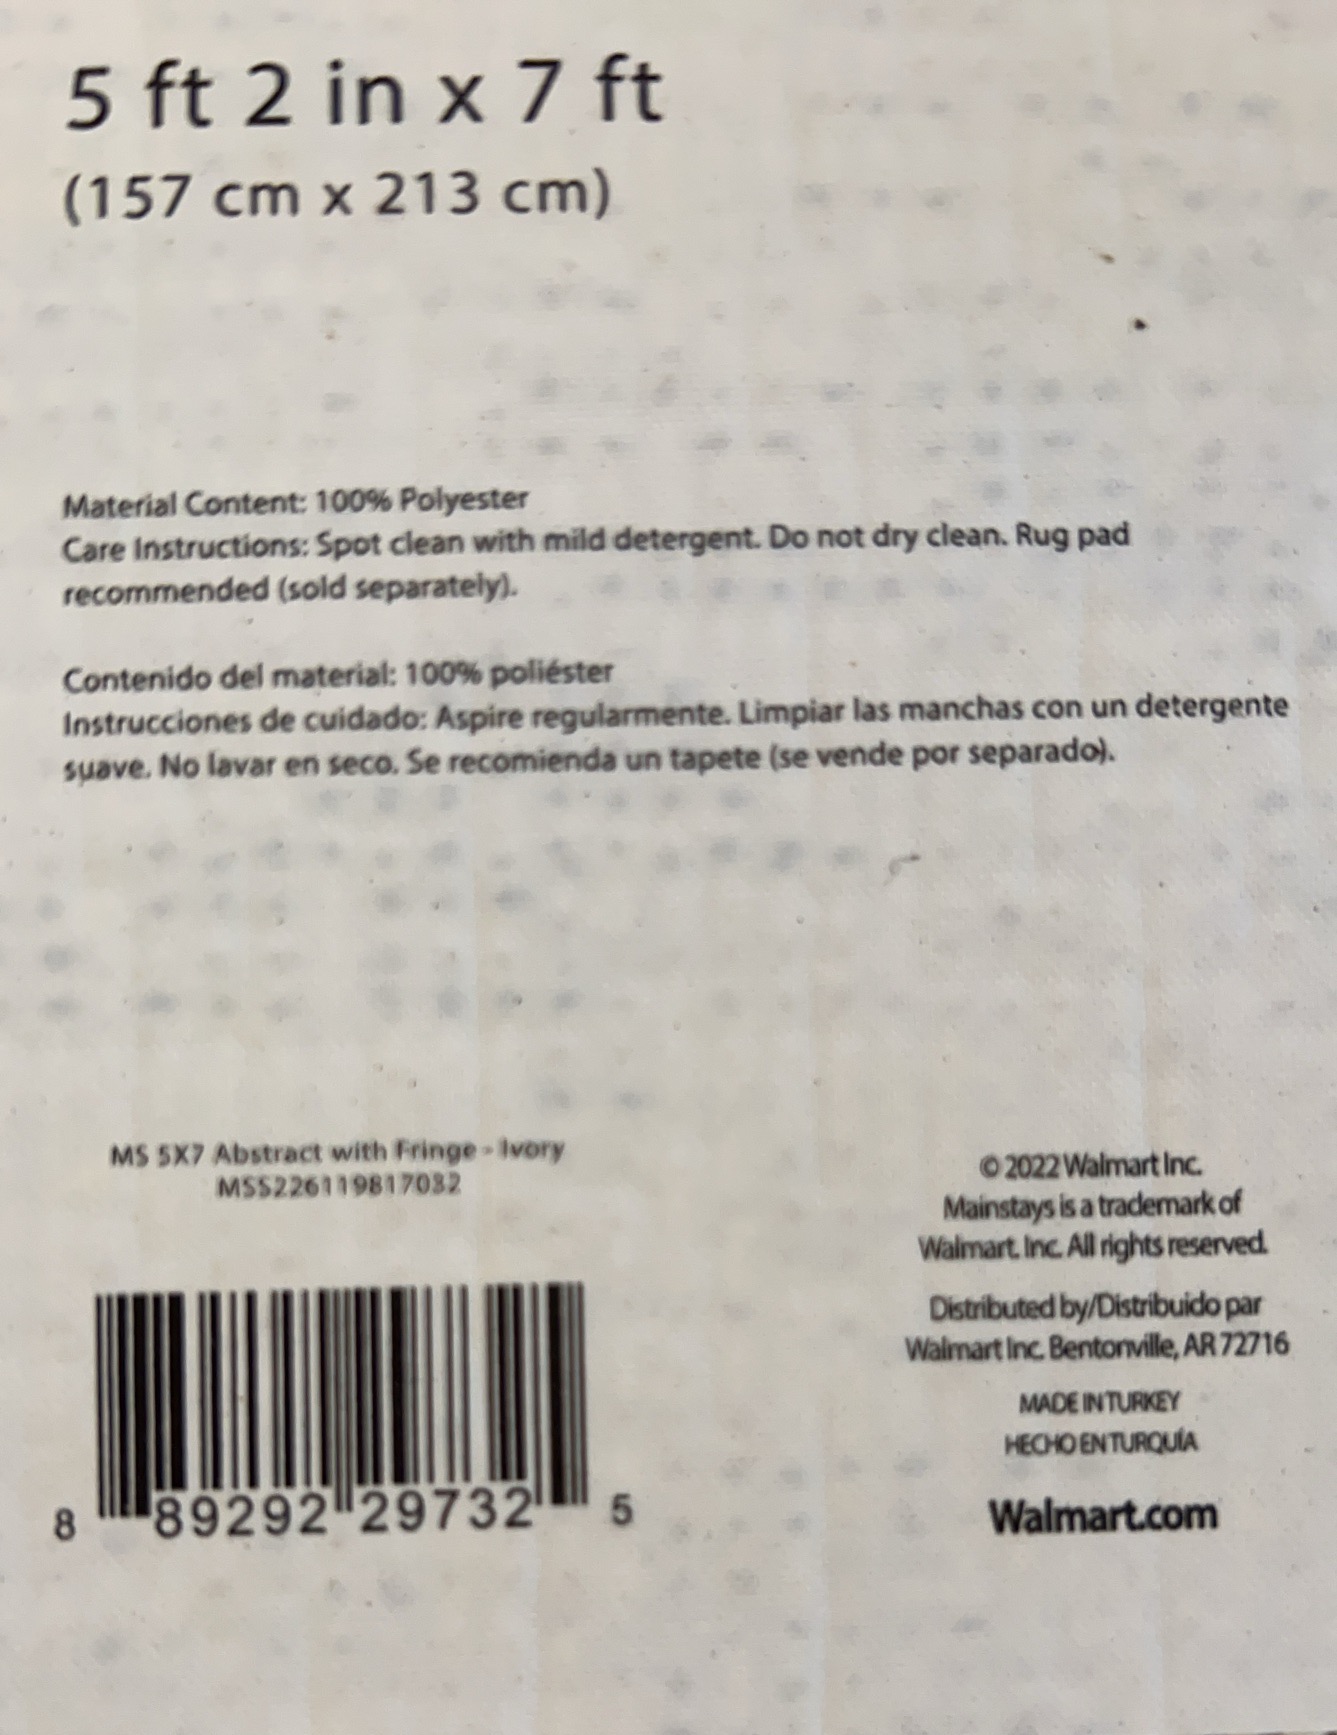 5 ft 2 in x 7 ft
(157 cm x 213 cm)
Material Content: 100% Polyester
Care Instructions: Spot clean with mild detergent. Do not dry clean. Rug pad
recommended (sold separately).
Contenido del material: 100% poliéster
Instrucciones de cuidado: Aspire regularmente. Limpiar las manchas con un detergente
suave. No lavar en seco. Se recomienda un tapete (se vende por separado).
MS 5X7 Abstract with Fringe - Ivory
MSS226119817032
8 89292 29732 5
© 2022 Walmart Inc.
Mainstays is a trademark of
Walmart. Inc. All rights reserved.
Distributed by/Distribuido par
Walmart Inc. Bentonville, AR 72716
MADE IN TURKEY
HECHO EN TURQUÍA
Walmart.com